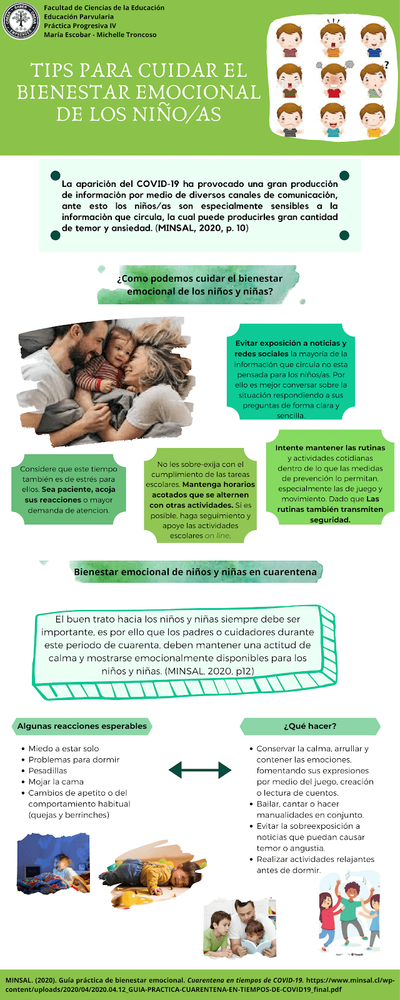 CREER · SABER · CREAR
EMPRENDER
Facultad de Ciencias de la Educación
Educación Parvularia
Práctica Progresiva IV
María Escobar - Michelle Troncoso
TIPS PARA CUIDAR EL
BIENESTAR EMOCIONAL
DE LOS NIÑO/AS
?
La aparición del COVID-19 ha provocado una gran producción
de información por medio de diversos canales de comunicación,
ante esto los niños/as son especialmente sensibles a la
información que circula, la cual puede producirles gran cantidad
de temor y ansiedad. (MINSAL, 2020, p. 10)
¿Como podemos cuidar el bienestar
emocional de los niños y niñas?
Evitar exposición a noticias y
redes sociales la mayoría de la
información que circula no esta
pensada para los niños/as. Por
ello es mejor conversar sobre la
situación respondiendo a sus
preguntas de forma clara y
sencilla.
Considere que este tiempo
también es de estrés para
ellos. Sea paciente, acoja
sus reacciones o mayor
demanda de atencion.
No les sobre-exija con el
cumplimiento de las tareas
escolares. Mantenga horarios
acotados que se alternen
con otras actividades. Si es
posible, haga seguimiento y
apoye las actividades
escolares on line.
Intente mantener las rutinas
y actividades cotidianas
dentro de lo que las medidas
de prevención lo permitan,
especialmente las de juego y
movimiento. Dado que Las
rutinas también transmiten
seguridad.
Bienestar emocional de niños y niñas en cuarentena
El buen trato hacia los niños y niñas siempre debe ser
importante, es por ello que los padres o cuidadores durante
este periodo de cuarenta, deben mantener una actitud de
calma y mostrarse emocionalmente disponibles para los
niños y niñas. (MINSAL, 2020, p12)
Algunas reacciones esperables
• Miedo a estar solo
• Problemas para dormir
• Pesadillas
• Mojar la cama
• Cambios de apetito o del
comportamiento habitual
(quejas y berrinches)
¿Qué hacer?
• Conservar la calma, arrullar y
contener las emociones,
fomentando sus expresiones
por medio del juego, creación
o lectura de cuentos.
• Bailar, cantar o hacer
manualidades en conjunto.
• Evitar la sobreexposición a
noticias que puedan causar
temor o angustia.
• Realizar actividades relajantes
antes de dormir.
freepik
MINSAL. (2020). Guía práctica de bienestar emocional. Cuarentena en tiempos de COVID-19. https://www.minsal.cl/wp-
content/uploads/2020/04/2020.04.12_GUIA-PRACTICA-CUARENTENA-EN-TIEMPOS-DE-COVID19_final.pdf